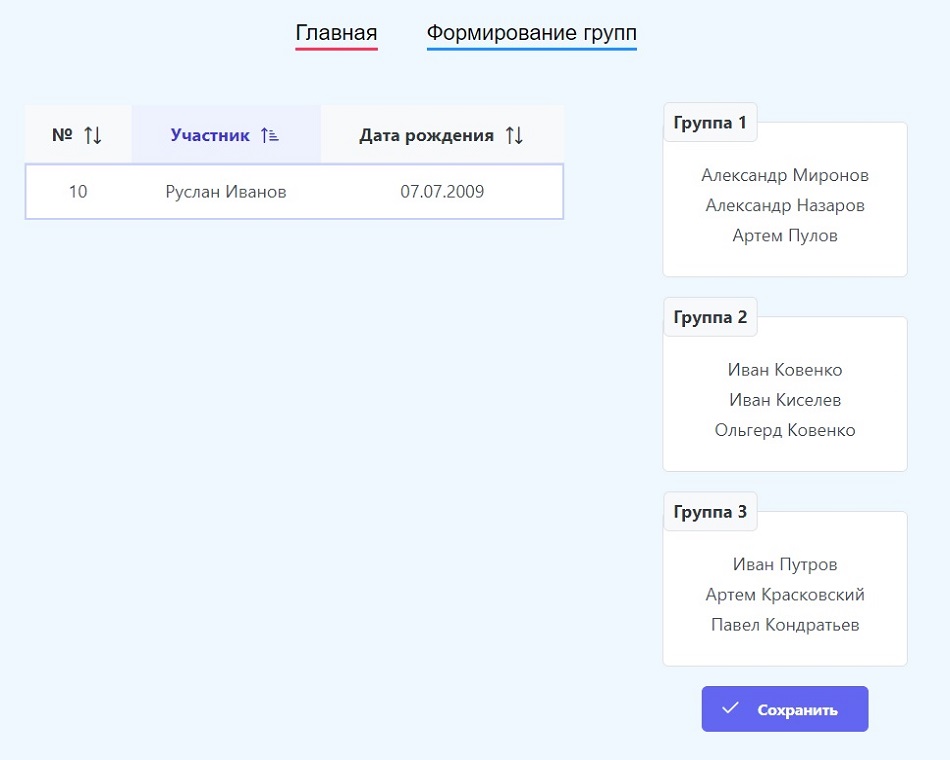 Главная Формирование групп
№ Участник Дата рождения
10 Руслан Иванов 07.07.2009
Группа 1
Александр Миронов
Александр Назаров
Артем Пулов
Группа 2
Иван Ковенко
Иван Киселев
Ольгерд Ковенко
Группа 3
Иван Путров
Артем Красковский
Павел Кондратьев
Сохранить